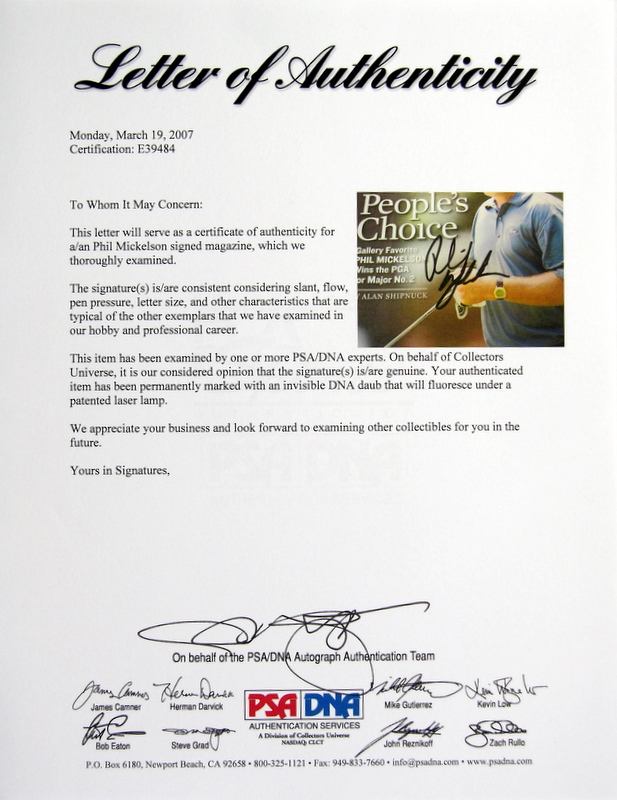 Letter of Authenticity
Monday, March 19, 2007
Certification: E39484
To Whom It May Concern:
This letter will serve as a certificate of authenticity for
a/an Phil Mickelson signed magazine, which we
thoroughly examined.
The signature(s) is/are consistent considering slant, flow,
pen pressure, letter size, and other characteristics that are
typical of the other exemplars that we have examined in
our hobby and professional career.
People's
Choice
Gallery Favorite
PHIL MICKELSON
Wins the PGA
for Major No. 2
BY ALAN SHIPNUCK
This item has been examined by one or more PSA/DNA experts. On behalf of Collectors
Universe, it is our considered opinion that the signature(s) is/are genuine. Your authenticated
item has been permanently marked with an invisible DNA daub that will fluoresce under a
patented laser lamp.
We appreciate your business and look forward to examining other collectibles for you in the
future.
Yours in Signatures,
On behalf of the PSA/DNA Autograph Authentication Team
James Camner
Herman Darvick
Mike Gutierrez
Kevin Low
Bob Eaton
Steve Grad
John Reznikoff
Zach Rullo
PSA DNA
AUTHENTICATION SERVICES
A Division of Collectors Universe
NASDAQ: CLCT
P.O. Box 6180, Newport Beach, CA 92658 • 800-325-1121 • Fax: 949-833-7660 • info@psadna.com • www.psadna.com